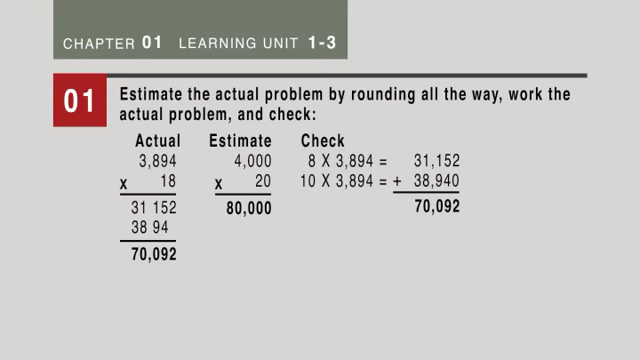 CHAPTER 01 LEARNING UNIT 1-3
01
Estimate the actual problem by rounding all the way, work the
actual problem, and check:
Actual Estimate Check
3,894 4,000 8 X 3,894 = 31,152
x 18 x 20 10 X 3,894 = + 38,940
31 152 80,000 70,092
38 94
70,092